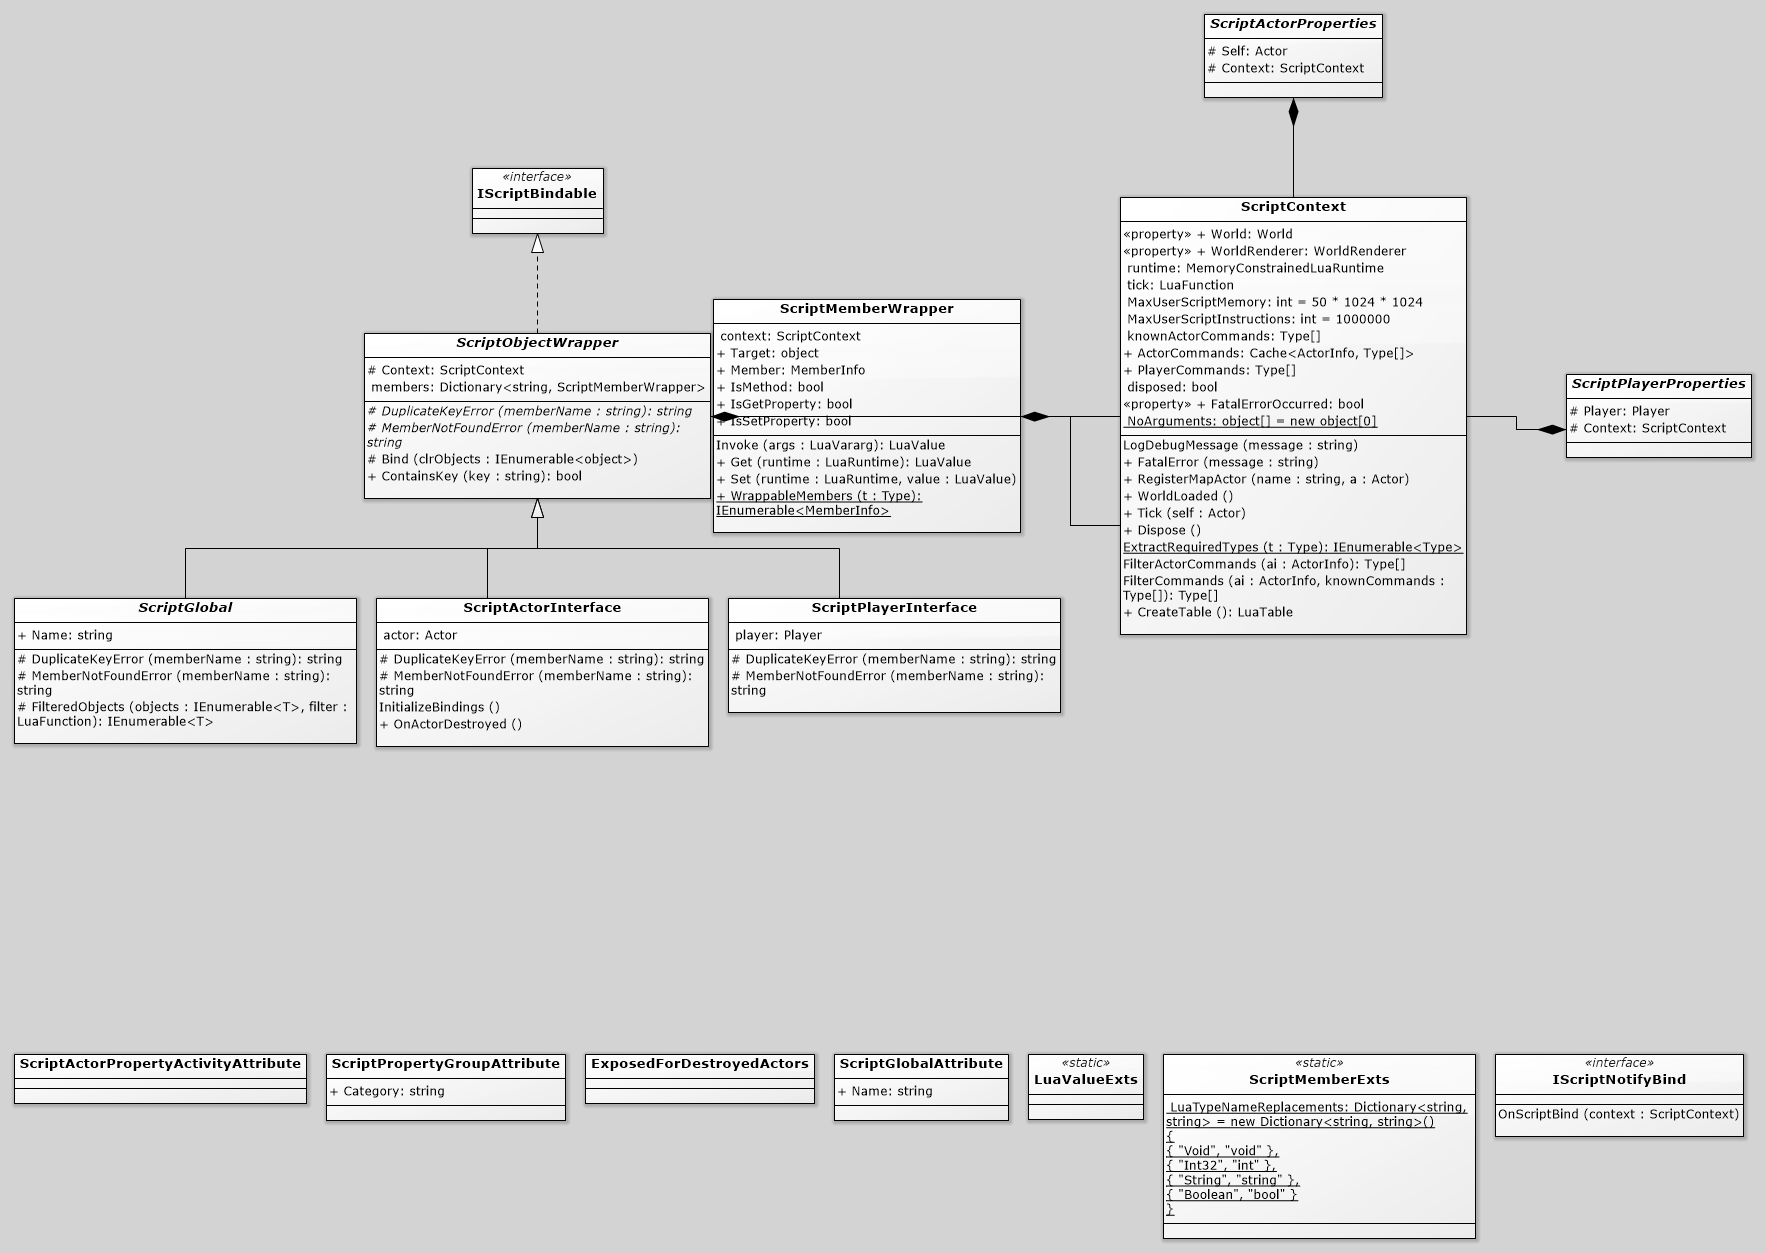 ScriptActorProperties
# Self: Actor
# Context: ScriptContext
«interface»
IScriptBindable
ScriptObjectWrapper
# Context: ScriptContext
members: Dictionary<string, ScriptMemberWrapper>
# DuplicateKeyError (memberName : string): string
# MemberNotFoundError (memberName : string):
string
# Bind (clrObjects : IEnumerable<object>)
+ ContainsKey (key : string): bool
ScriptMemberWrapper
context: ScriptContext
+ Target: object
+ Member: MemberInfo
+ IsMethod: bool
+ IsGetProperty: bool
+ IsSetProperty: bool
Invoke (args : LuaVararg): LuaValue
+ Get (runtime : LuaRuntime): LuaValue
+ Set (runtime : LuaRuntime, value : LuaValue)
+ WrappableMembers (t : Type):
IEnumerable<MemberInfo>
ScriptContext
«property» + World: World
«property» + WorldRenderer: WorldRenderer
runtime: MemoryConstrainedLuaRuntime
tick: LuaFunction
MaxUserScriptMemory: int = 50 * 1024 * 1024
MaxUserScriptInstructions: int = 1000000
knownActorCommands: Type[]
+ ActorCommands: Cache<ActorInfo, Type[]>
+ PlayerCommands: Type[]
disposed: bool
«property» + FatalErrorOccurred: bool
NoArguments: object[] = new object[0]
LogDebugMessage (message : string)
+ FatalError (message : string)
+ RegisterMapActor (name : string, a : Actor)
+ WorldLoaded ()
+ Tick (self : Actor)
+ Dispose ()
ExtractRequiredTypes (t : Type): IEnumerable<Type>
FilterActorCommands (ai : ActorInfo): Type[]
FilterCommands (ai : ActorInfo, knownCommands :
Type[]): Type[]
+ CreateTable (): LuaTable
ScriptPlayerProperties
# Player: Player
# Context: ScriptContext
ScriptGlobal
+ Name: string
# DuplicateKeyError (memberName : string): string
# MemberNotFoundError (memberName : string):
string
# FilteredObjects (objects : IEnumerable<T>, filter :
LuaFunction): IEnumerable<T>
ScriptActorInterface
actor: Actor
# DuplicateKeyError (memberName : string): string
# MemberNotFoundError (memberName : string):
string
InitializeBindings ()
+ OnActorDestroyed ()
ScriptPlayerInterface
player: Player
# DuplicateKeyError (memberName : string): string
# MemberNotFoundError (memberName : string):
string
ScriptActorPropertyActivityAttribute
ScriptPropertyGroupAttribute
+ Category: string
ExposedForDestroyedActors
ScriptGlobalAttribute
+ Name: string
«static»
LuaValueExts
«static»
ScriptMemberExts
LuaTypeNameReplacements: Dictionary<string,
string> = new Dictionary<string, string>()
{
{ "Void", "void" },
{ "Int32", "int" },
{ "String", "string" },
{ "Boolean", "bool" }
}
«interface»
IScriptNotifyBind
OnScriptBind (context : ScriptContext)